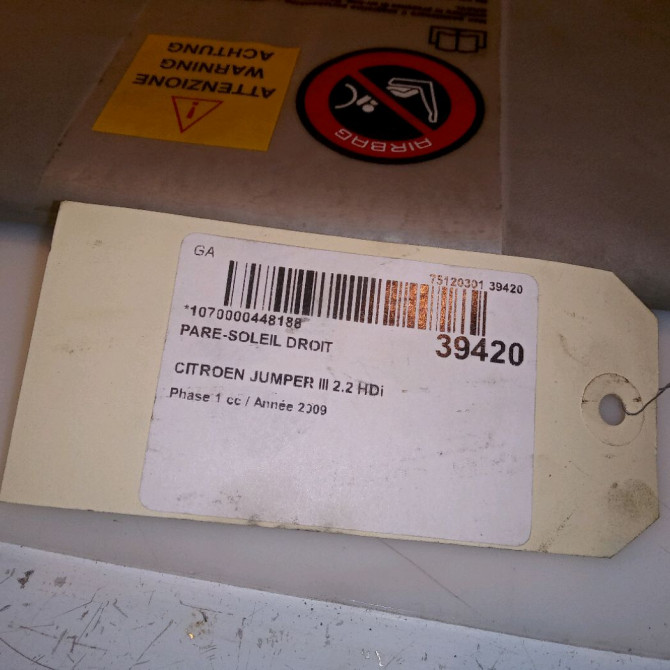 ATTENZIONE
WARNING
ACHTUNG
AIRBAG
GA
75120301 39420
*1070000448188*
39420
PARE-SOLEIL DROIT
CITROEN JUMPER III 2.2 HDi
Phase 1 cc / Année 2009